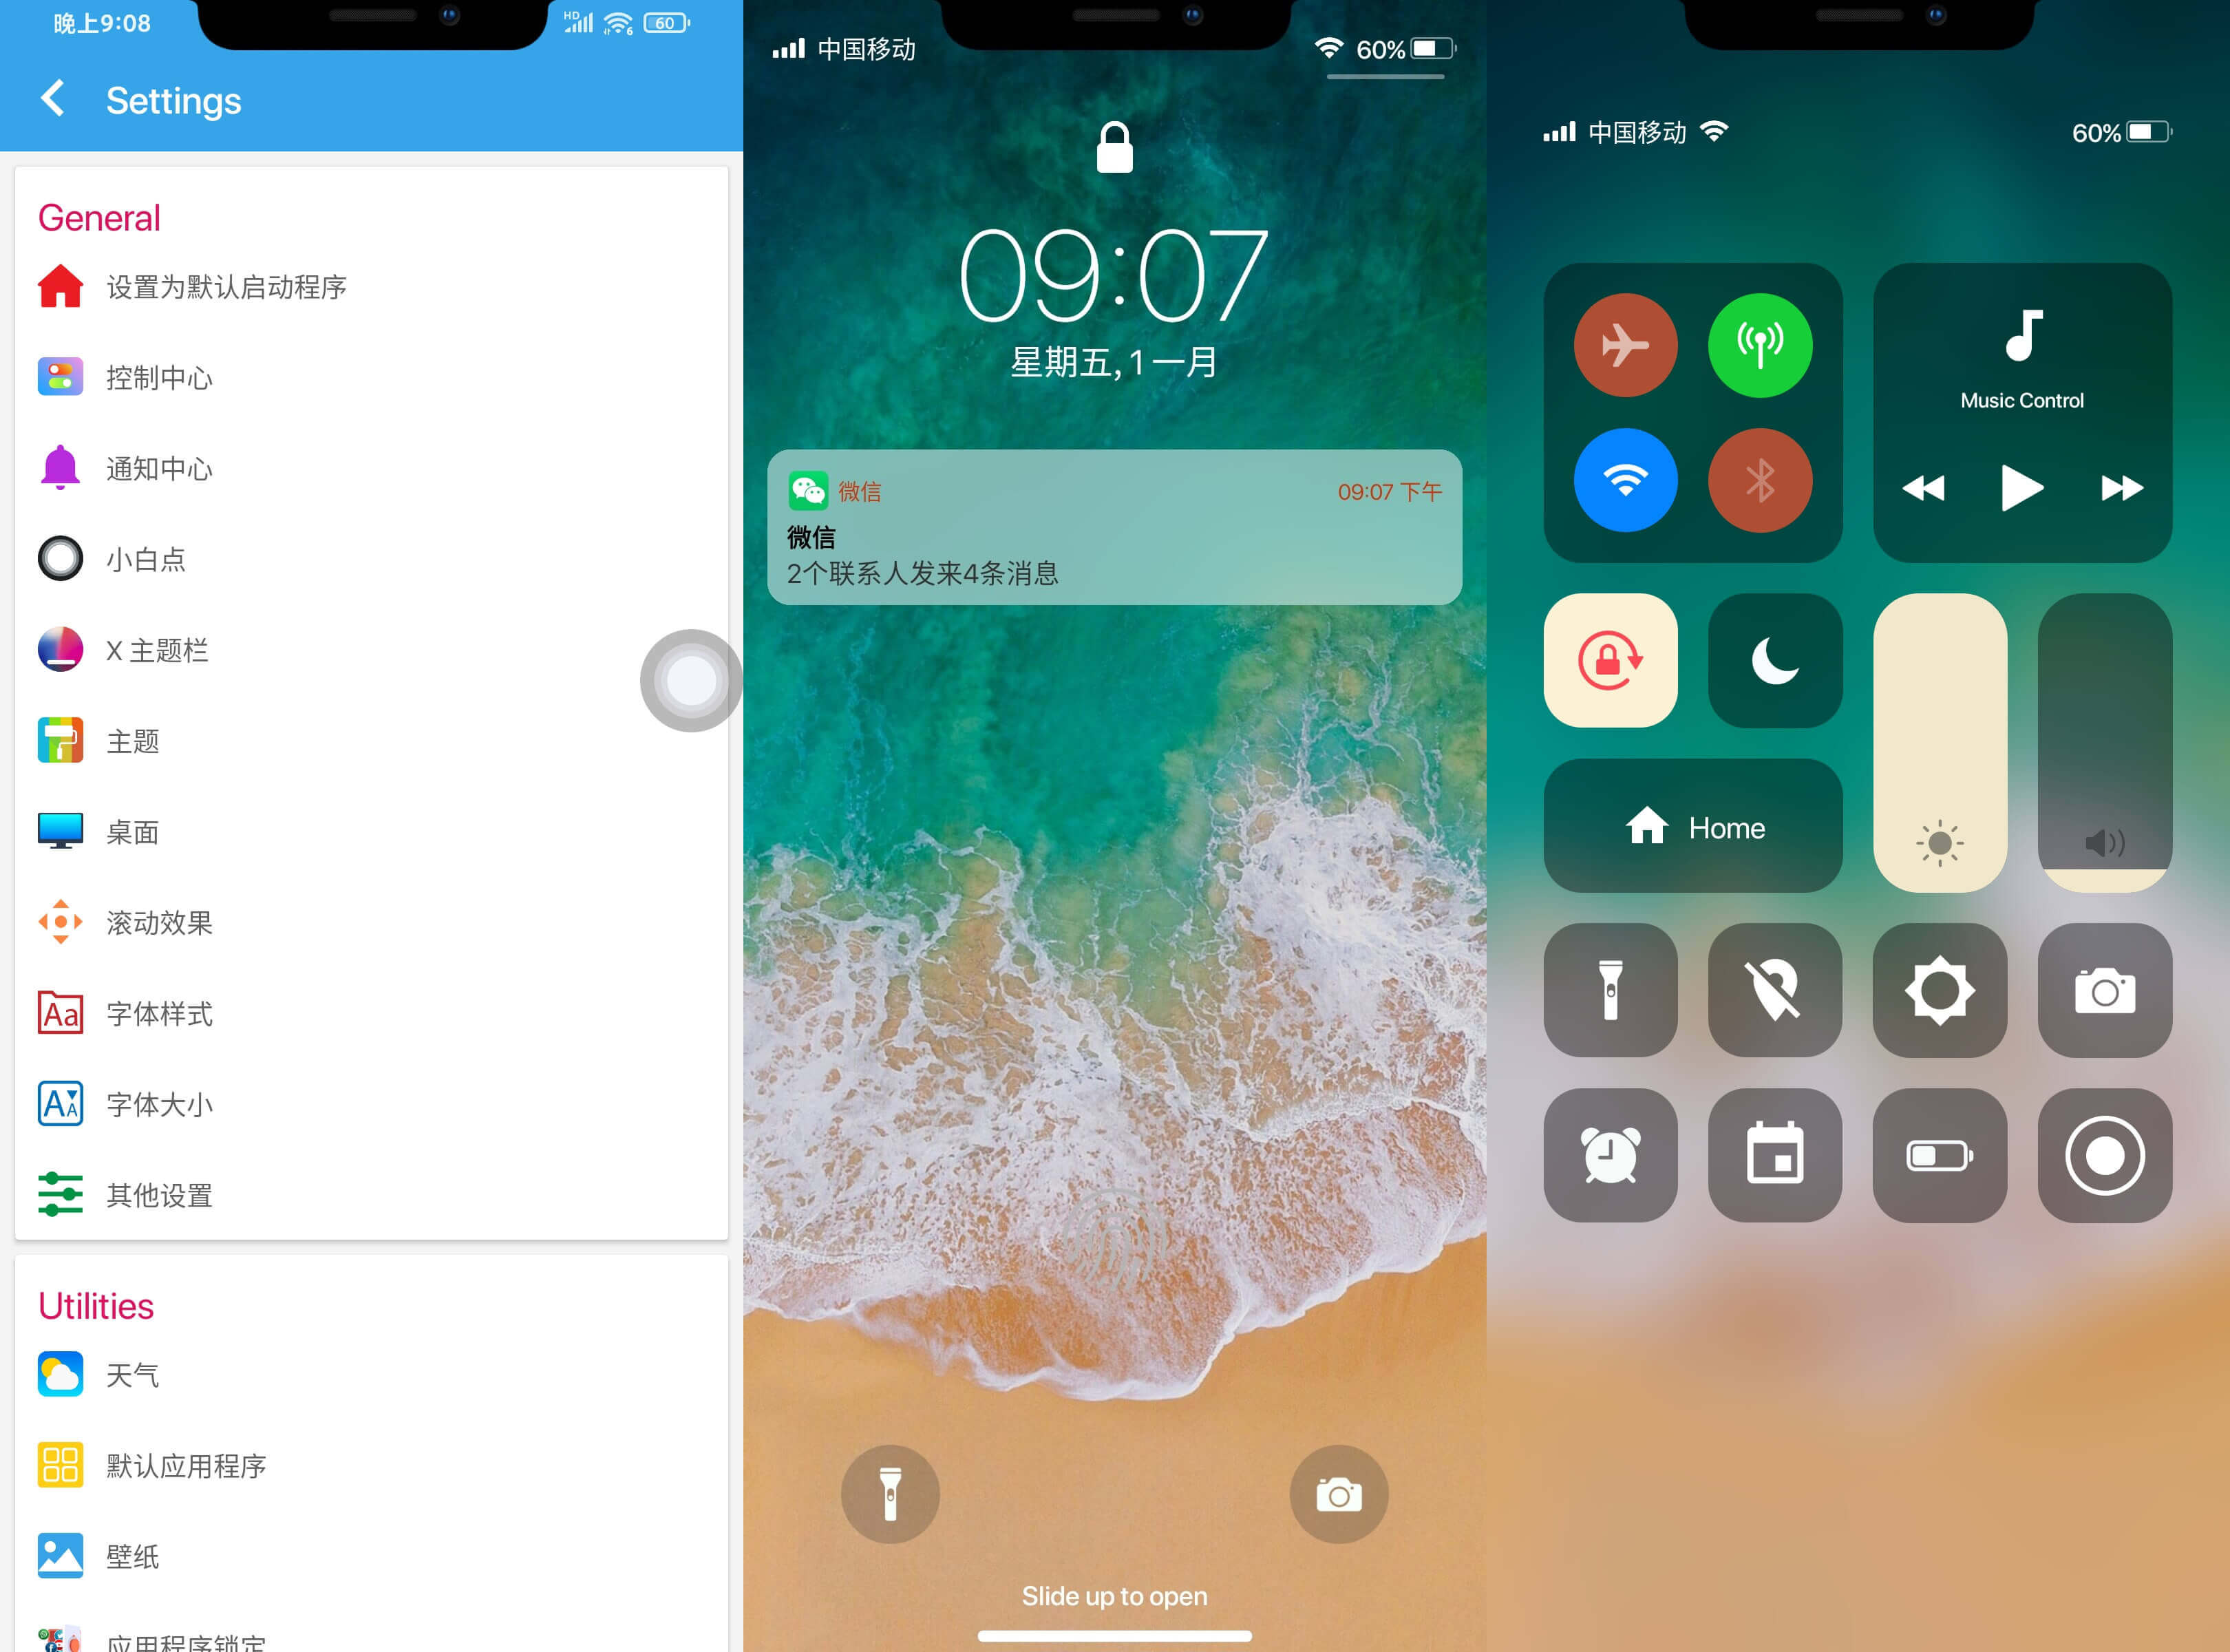 晚上9:08
HD
6
60
Settings
General
设置为默认启动程序
控制中心
通知中心
小白点
X 主题栏
主题
桌面
滚动效果
Aa
字体样式
AA
字体大小
其他设置
Utilities
天气
默认应用程序
壁纸
应用程序锁定
中国移动
60%
09:07
星期五, 1 一月
微信
09:07 下午
微信
2个联系人发来4条消息
Slide up to open
中国移动
60%
Music Control
Home